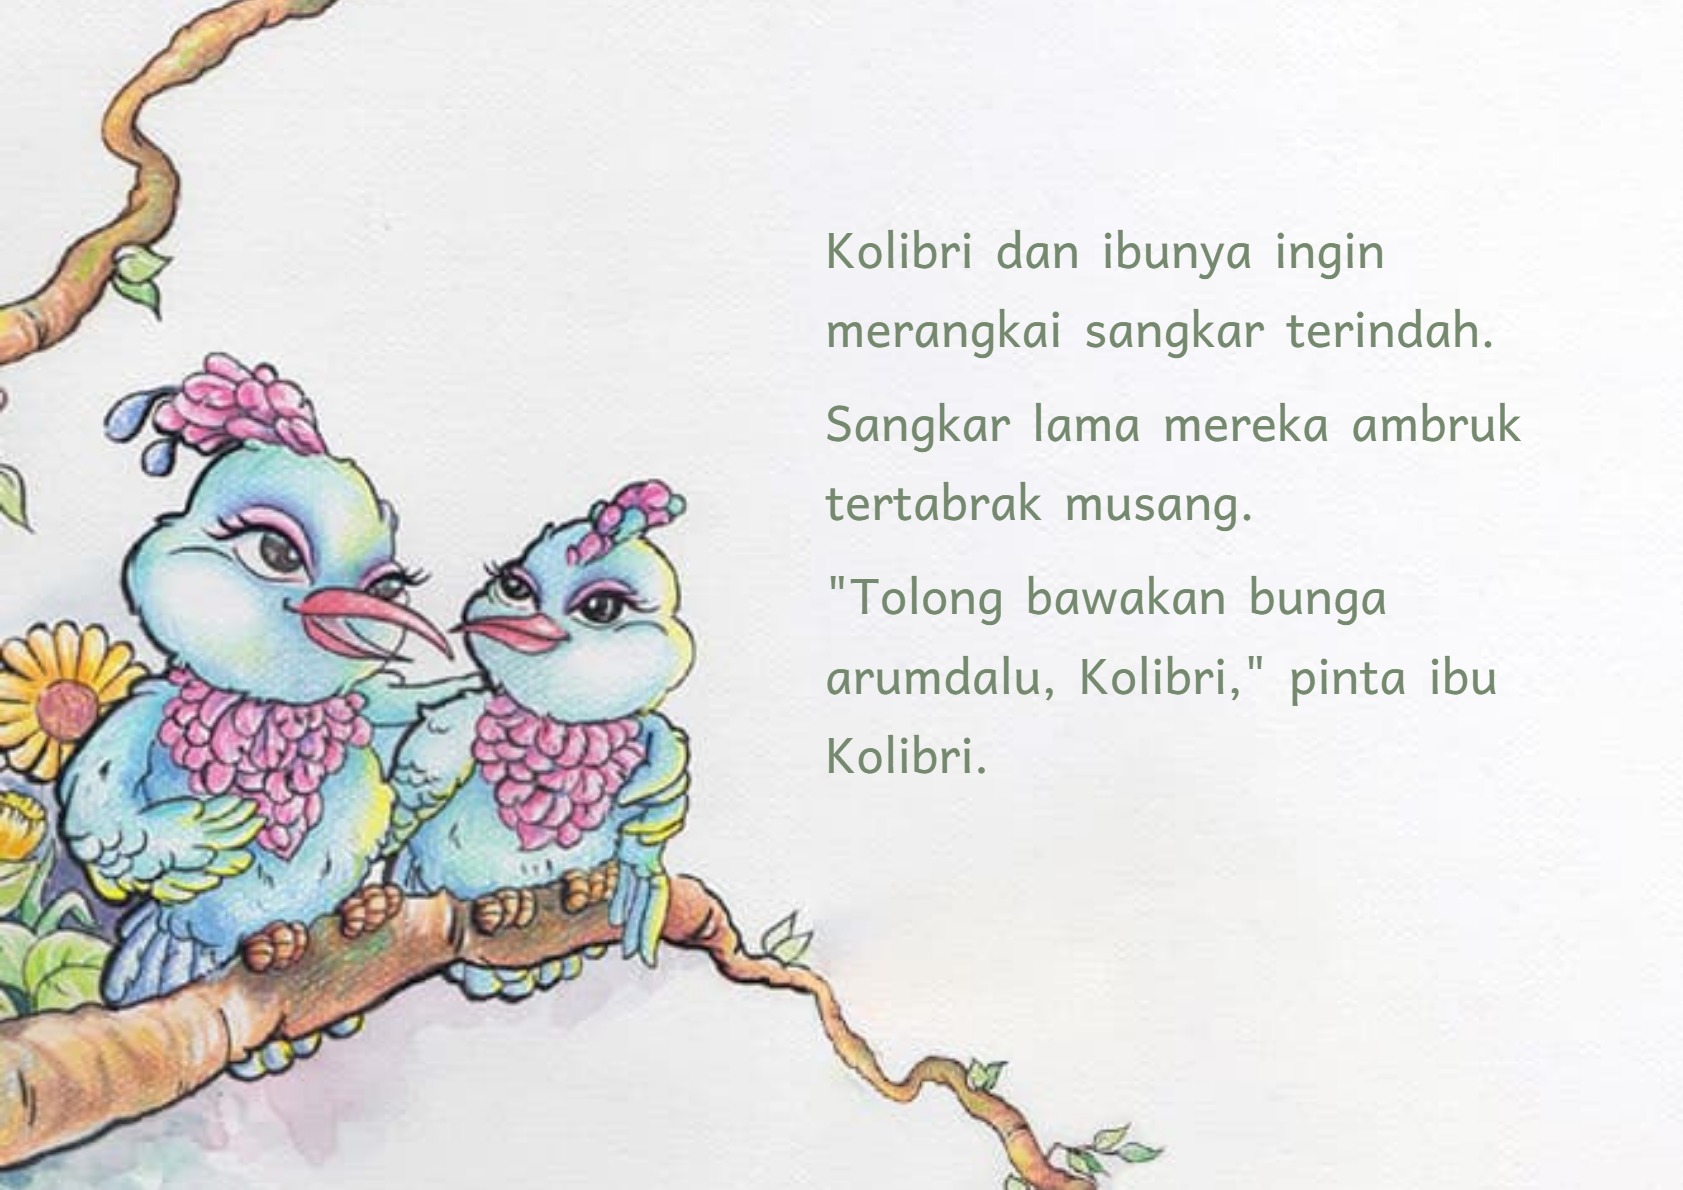 Kolibri dan ibunya ingin
merangkai sangkar terindah.
Sangkar lama mereka ambruk
tertabrak musang.
"Tolong bawakan bunga
arumdalu, Kolibri," pinta ibu
Kolibri.